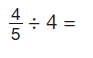 4/5 ÷ 4 =